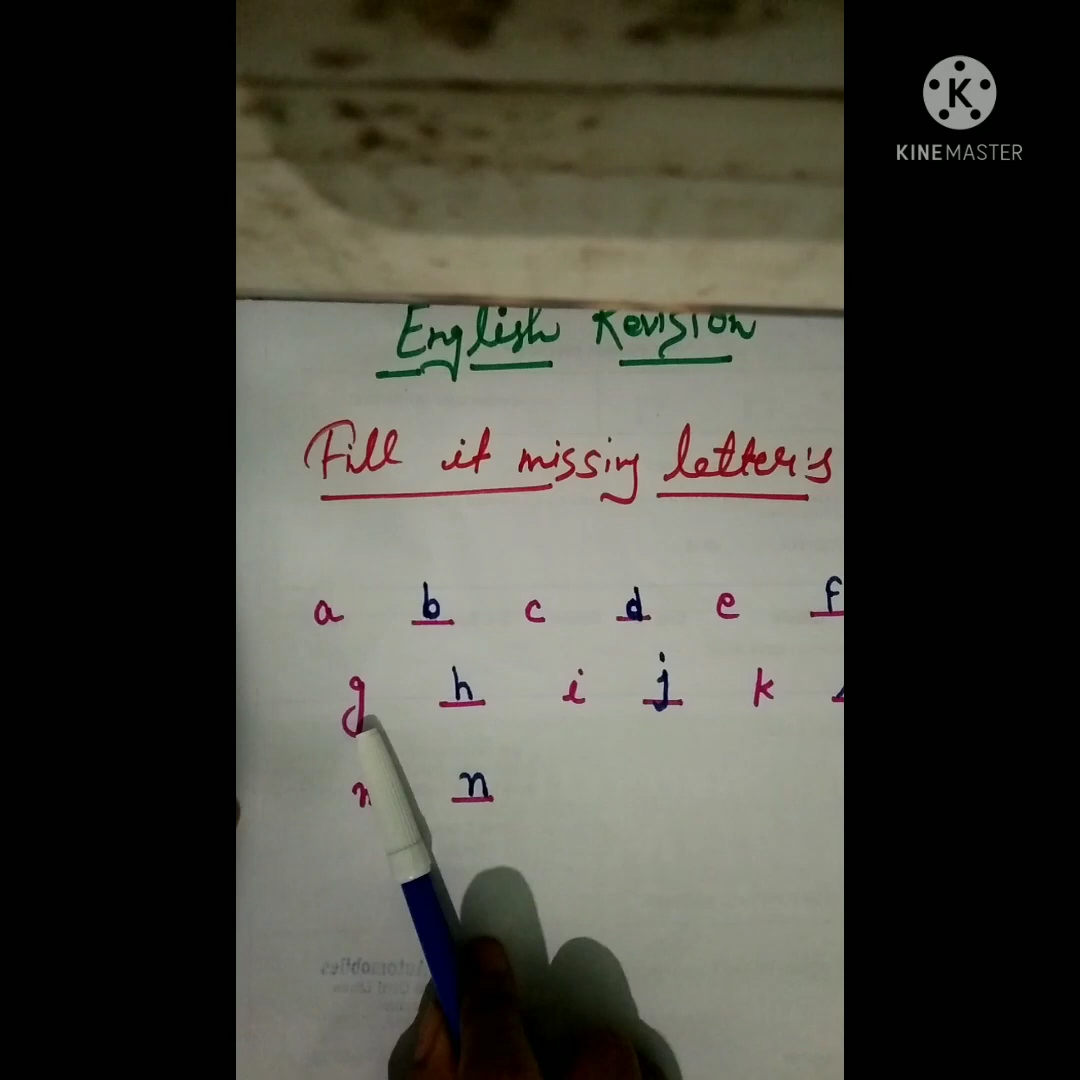 K
KINEMASTER
English Revision
Fill it missing letter's
a b c d e f
g h i j k
n